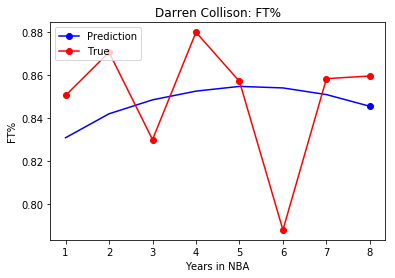 Darren Collison: FT%
Prediction
True
0.88
0.86
0.84
0.82
0.80
FT%
1 2 3 4 5 6 7 8
Years in NBA